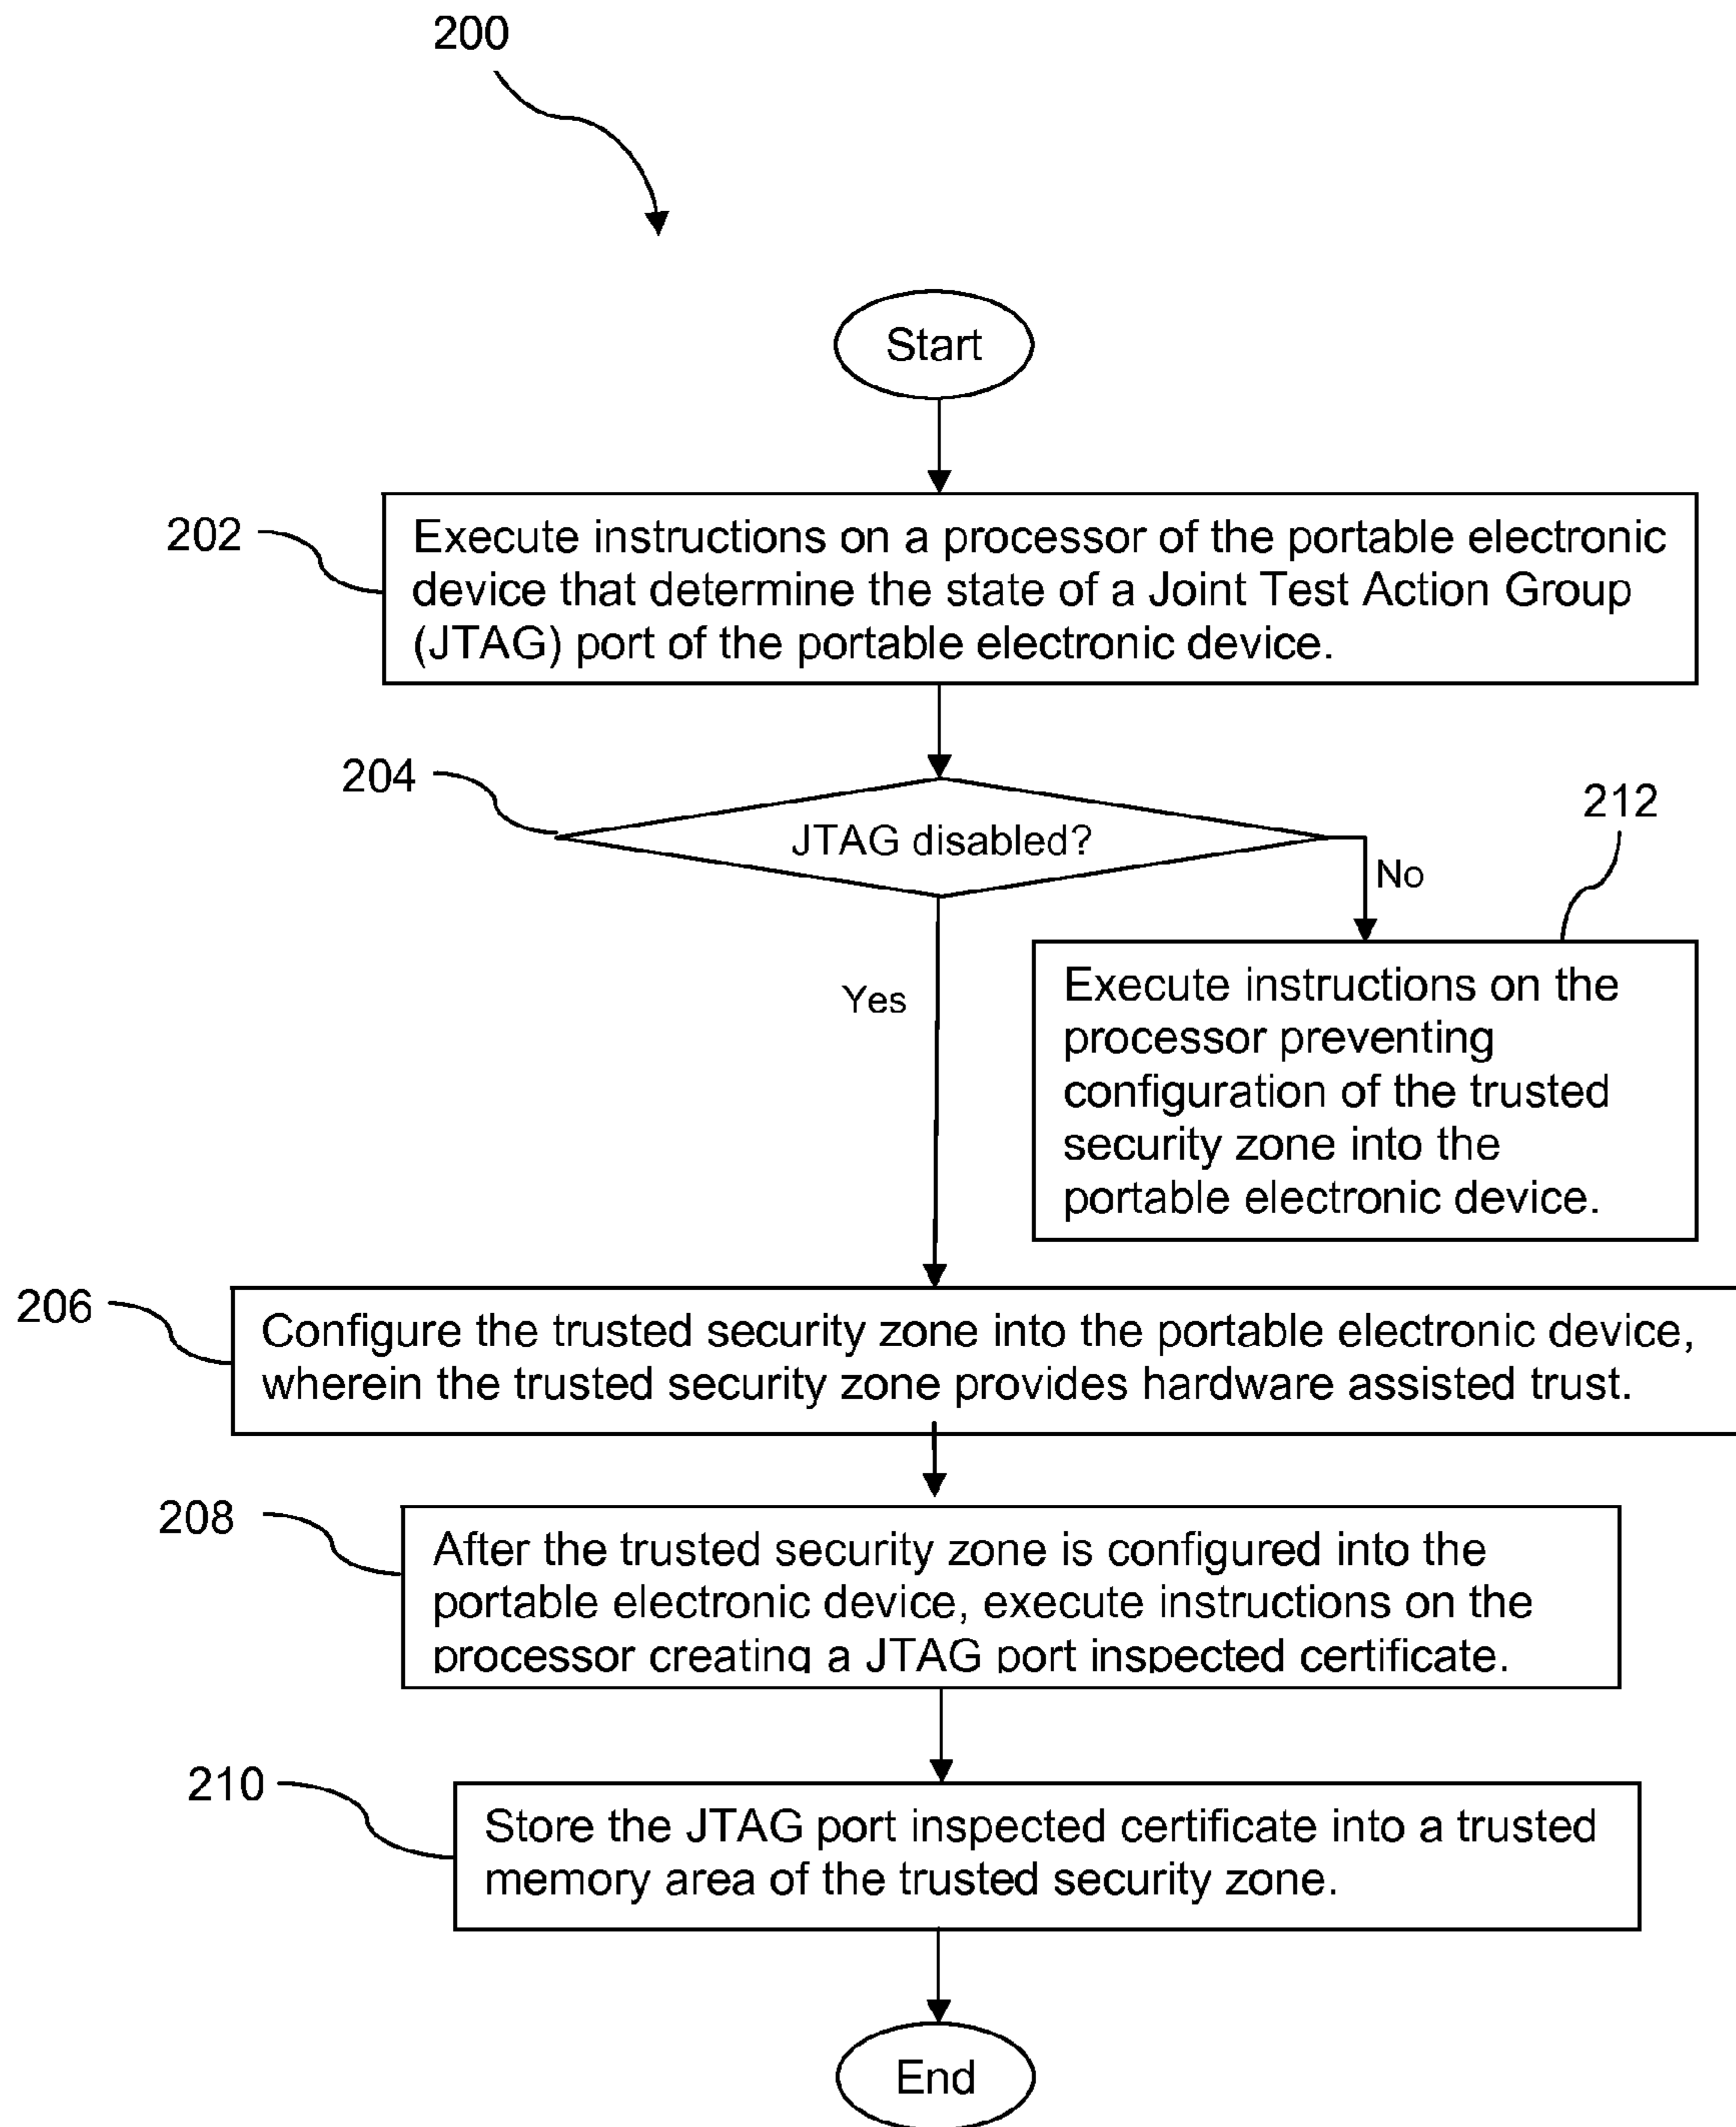 200
Start
202
Execute instructions on a processor of the portable electronic
device that determine the state of a Joint Test Action Group
(JTAG) port of the portable electronic device.
204
JTAG disabled?
212
No
Yes
Execute instructions on the
processor preventing
configuration of the trusted
security zone into the
portable electronic device.
206
Configure the trusted security zone into the portable electronic device,
wherein the trusted security zone provides hardware assisted trust.
208
After the trusted security zone is configured into the
portable electronic device, execute instructions on the
processor creating a JTAG port inspected certificate.
210
Store the JTAG port inspected certificate into a trusted
memory area of the trusted security zone.
End